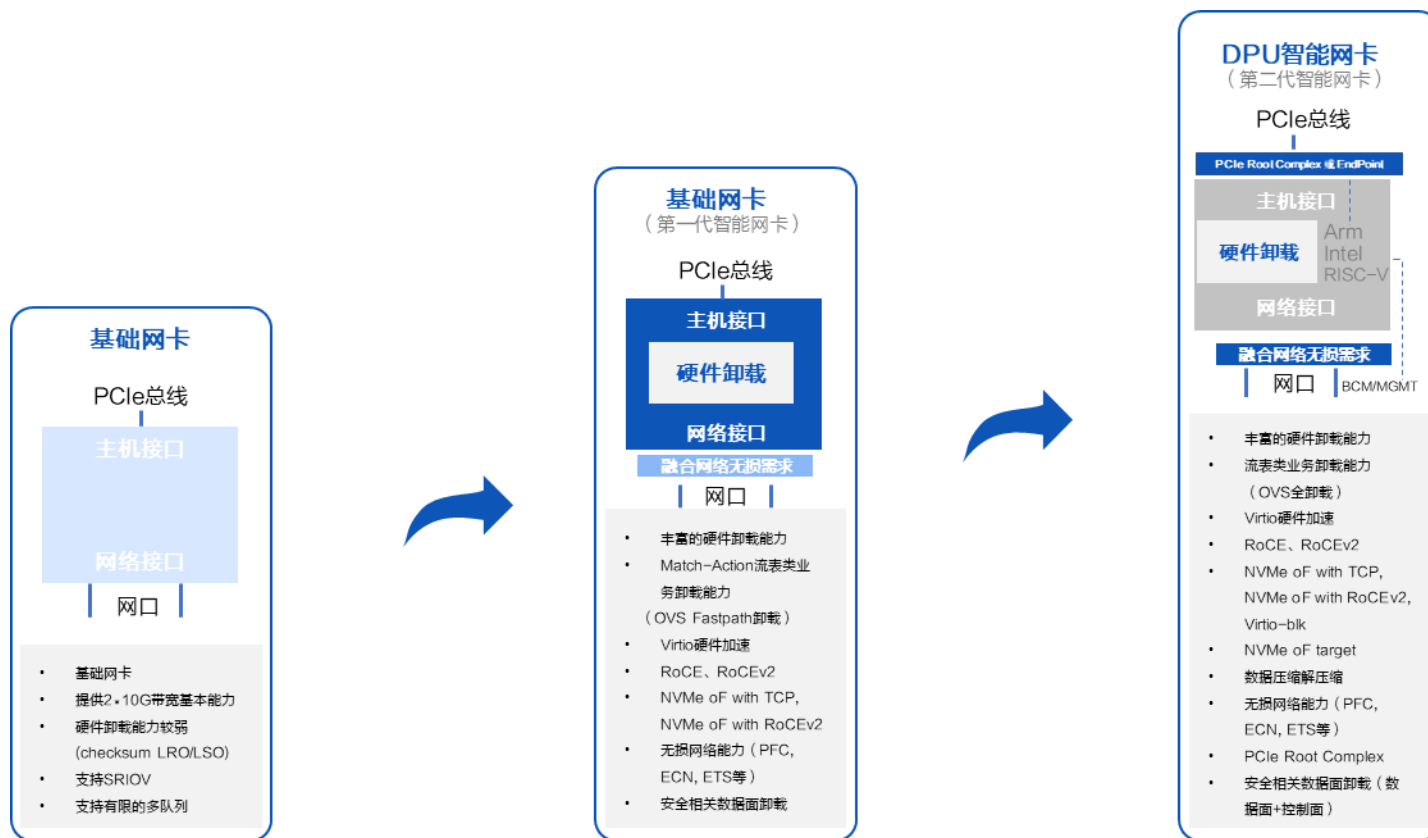 基础网卡
PCIe总线
主机接口
网络接口
网口
• 基础网卡
• 提供2*10G带宽基本能力
• 硬件卸载能力较弱
(checksum LRO/LSO)
• 支持SRIOV
• 支持有限的多队列
基础网卡
（第一代智能网卡）
PCIe总线
主机接口
硬件卸载
网络接口
融合网络无损需求
网口
• 丰富的硬件卸载能力
• Match-Action流表类业
务卸载能力
（OVS Fastpath卸载）
• Virtio硬件加速
• RoCE、RoCEv2
• NVMe oF with TCP,
NVMe oF with RoCEv2
• 无损网络能力（PFC,
ECN, ETS等）
• 安全相关数据面卸载
DPU智能网卡
（第二代智能网卡）
PCIe总线
PCIe Root Complex 或 EndPoint
主机接口
硬件卸载
Arm
Intel
RISC-V
网络接口
融合网络无损需求
网口
BCM/MGMT
• 丰富的硬件卸载能力
• 流表类业务卸载能力
（OVS全卸载）
• Virtio硬件加速
• RoCE、RoCEv2
• NVMe oF with TCP,
NVMe oF with RoCEv2,
Virtio-blk
• NVMe oF target
• 数据压缩解压缩
• 无损网络能力（PFC,
ECN, ETS等）
• PCIe Root Complex
• 安全相关数据面卸载（数
据面+控制面）